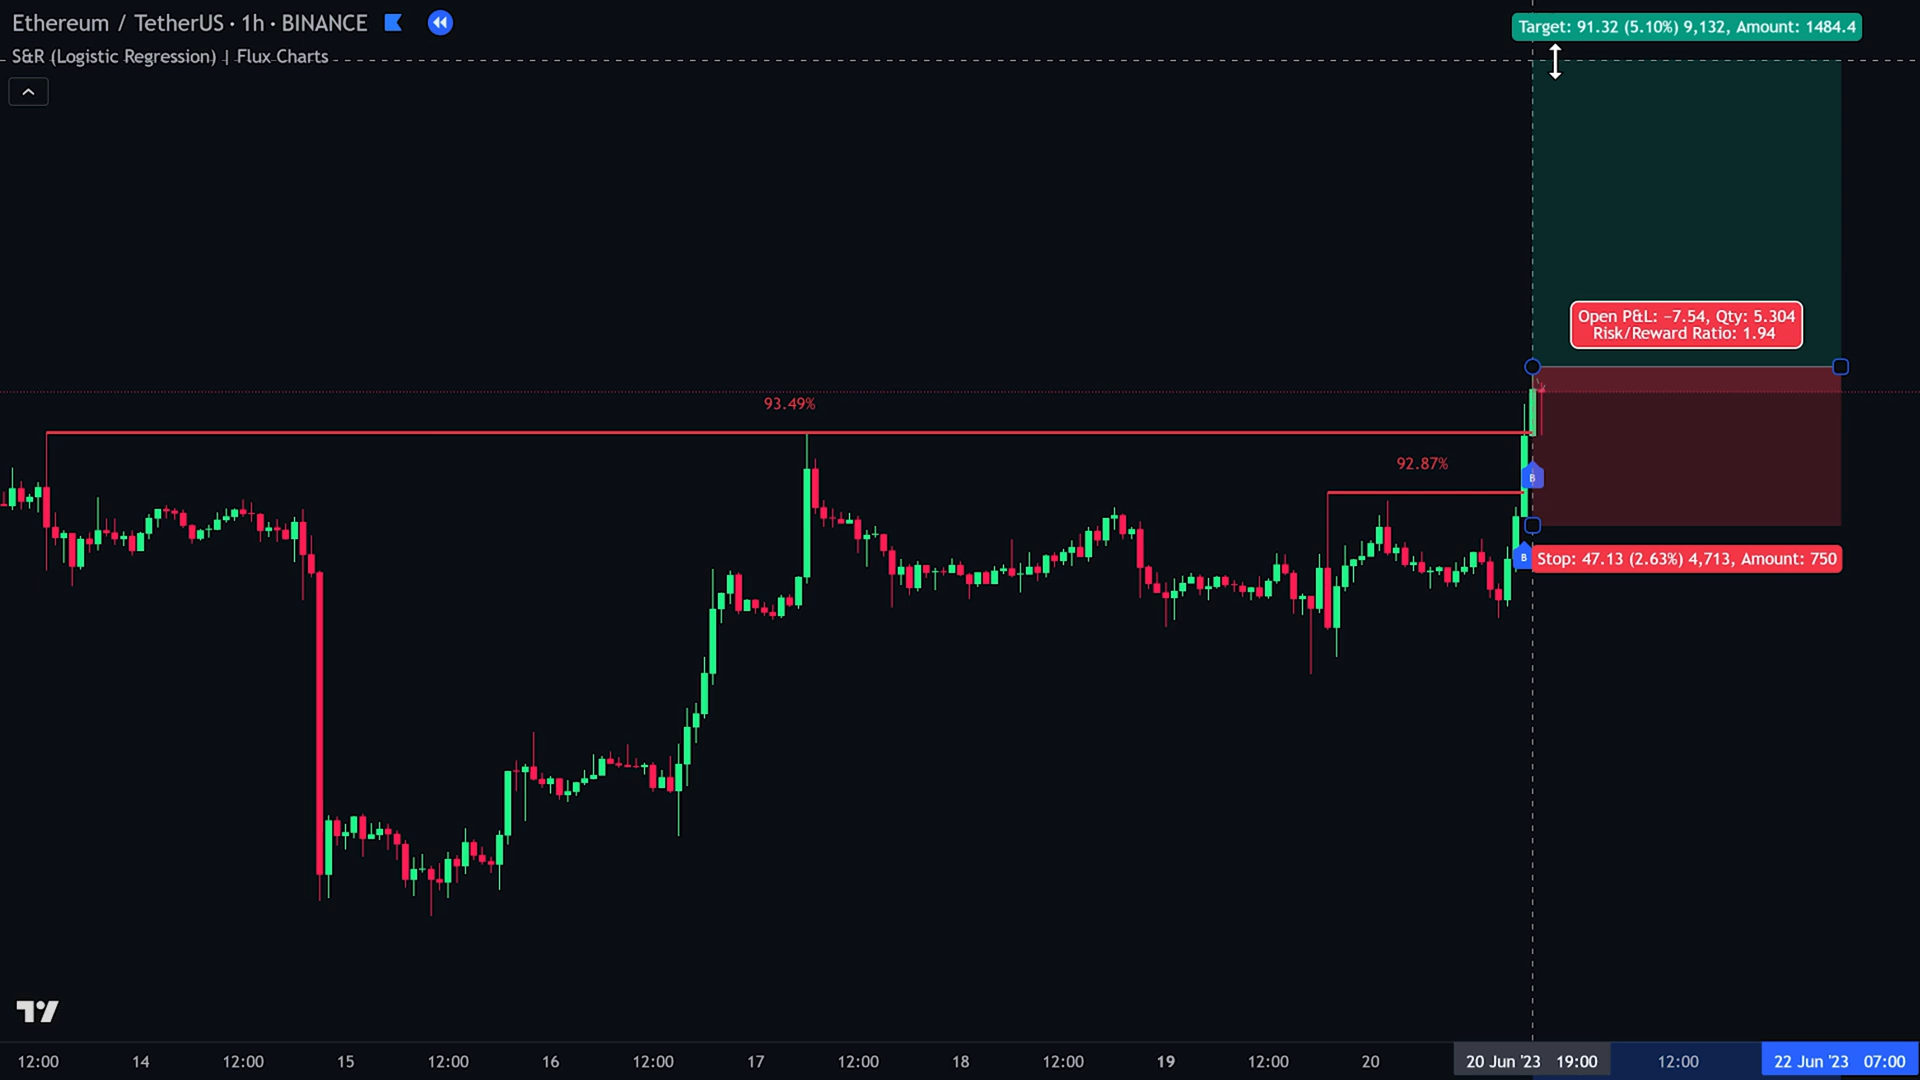 Ethereum / TetherUS · 1h · BINANCE
S&R (Logistic Regression) | Flux Charts
Target: 91.32 (5.10%) 9,132, Amount: 1484.4
Open P&L: −7.54, Qty: 5.304
Risk/Reward Ratio: 1.94
93.49%
92.87%
B
B
Stop: 47.13 (2.63%) 4,713, Amount: 750
12:00 14 12:00 15 12:00 16 12:00 17 12:00 18 12:00 19 12:00 20 20 Jun '23 19:00 12:00 22 Jun '23 07:00